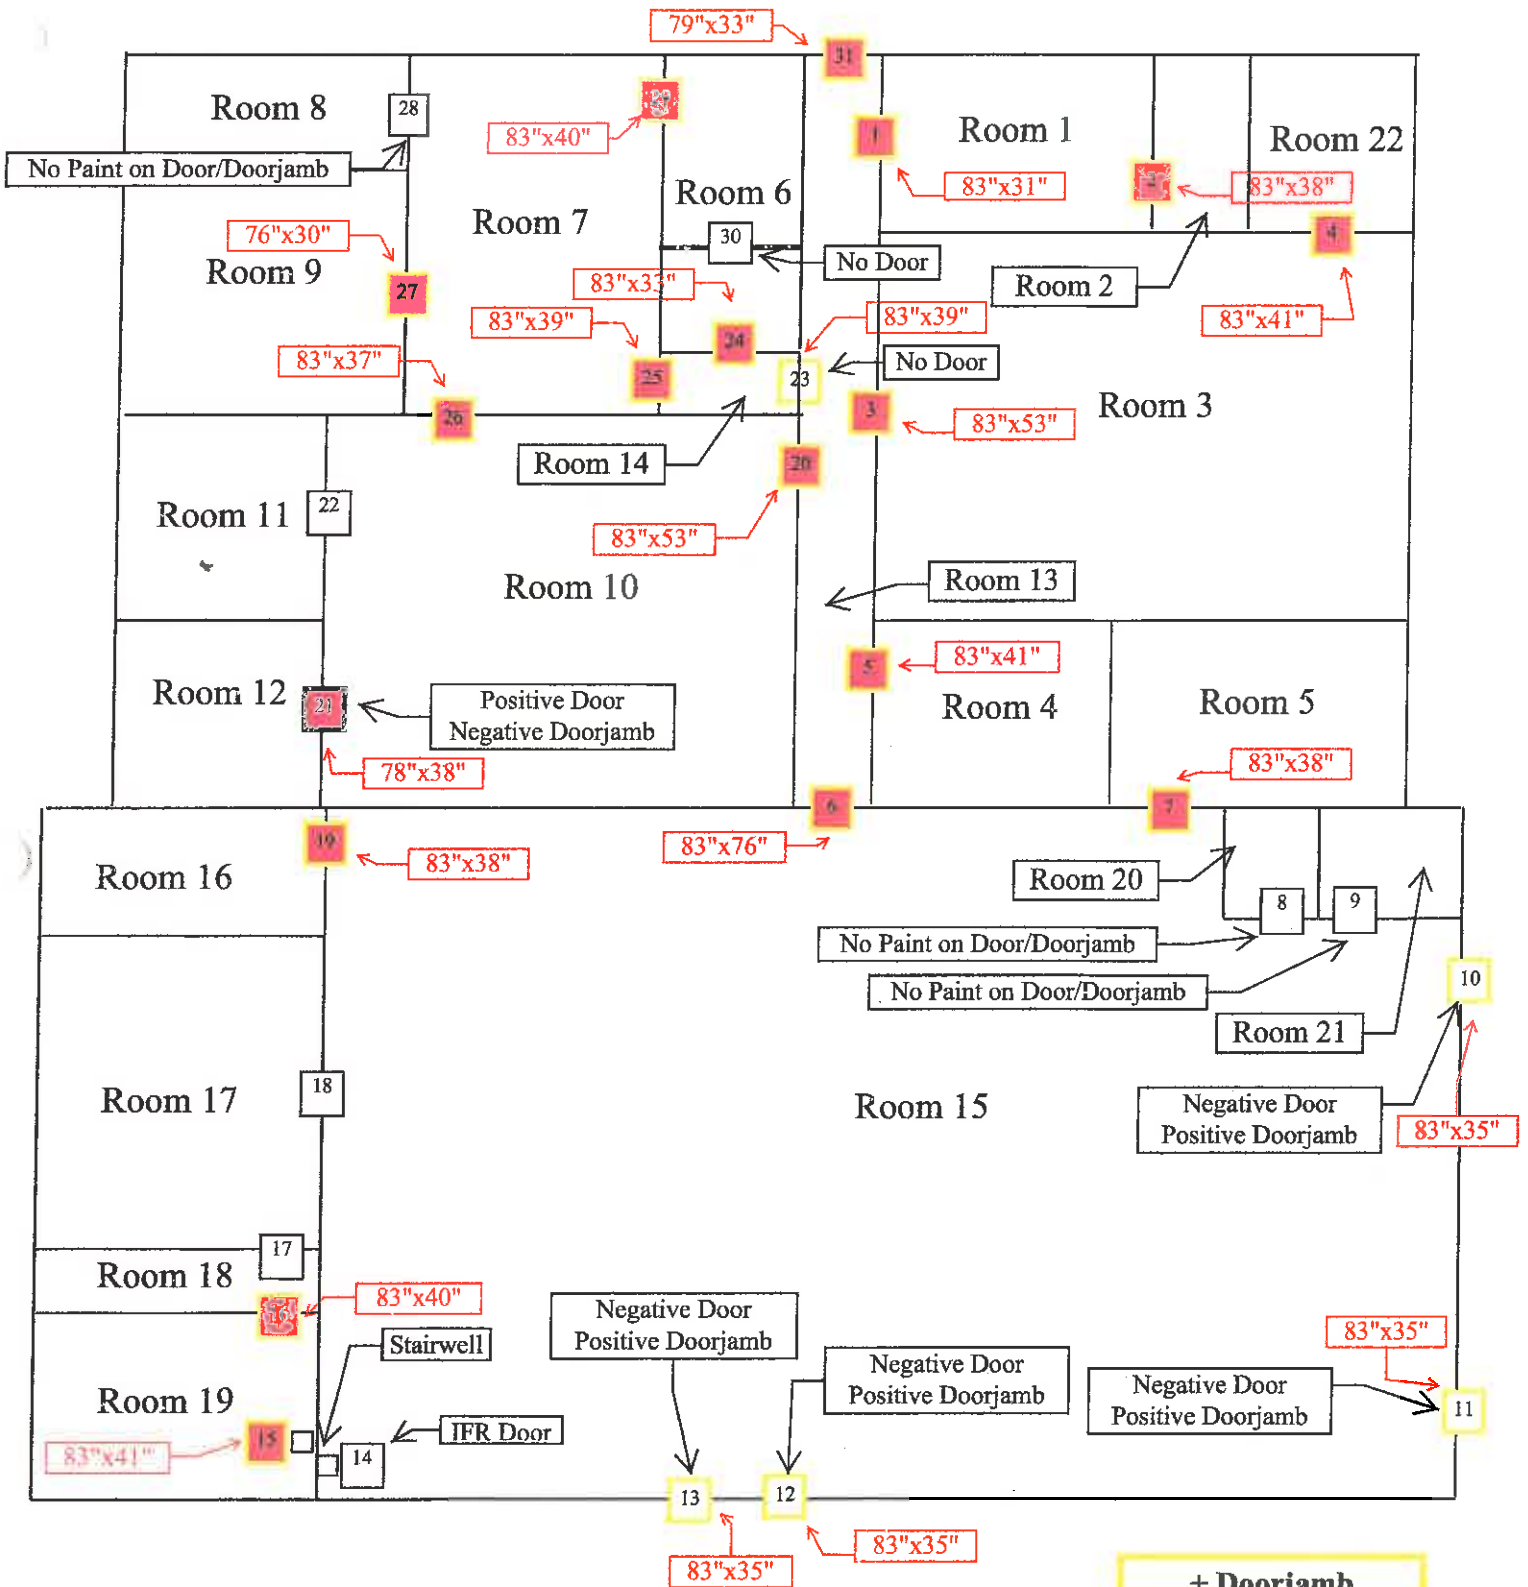 79"x33"
31
Room 8
28
83"x40"
1
Room 1
Room 22
No Paint on Door/Doorjamb
Room 6
83"x31"
2
83"x38"
76"x30"
Room 7
30
4
Room 9
No Door
Room 2
27
83"x33"
83"x39"
83"x39"
83"x41"
83"x37"
24
No Door
25
23
26
3
Room 3
83"x53"
Room 14
20
Room 11
22
83"x53"
Room 10
Room 13
5
83"x41"
Room 12
21
Positive Door
Negative Doorjamb
Room 4
Room 5
78"x38"
83"x38"
6
7
19
83"x38"
83"x76"
Room 16
Room 20
8
9
No Paint on Door/Doorjamb
10
No Paint on Door/Doorjamb
Room 21
Room 17
18
Room 15
Negative Door
Positive Doorjamb
83"x35"
17
Room 18
83"x40"
Negative Door
Positive Doorjamb
Stairwell
83"x35"
Negative Door
Positive Doorjamb
Negative Door
Positive Doorjamb
Room 19
11
15
IFR Door
83"x41"
14
13
12
83"x35"
83"x35"
+ Doorjamb